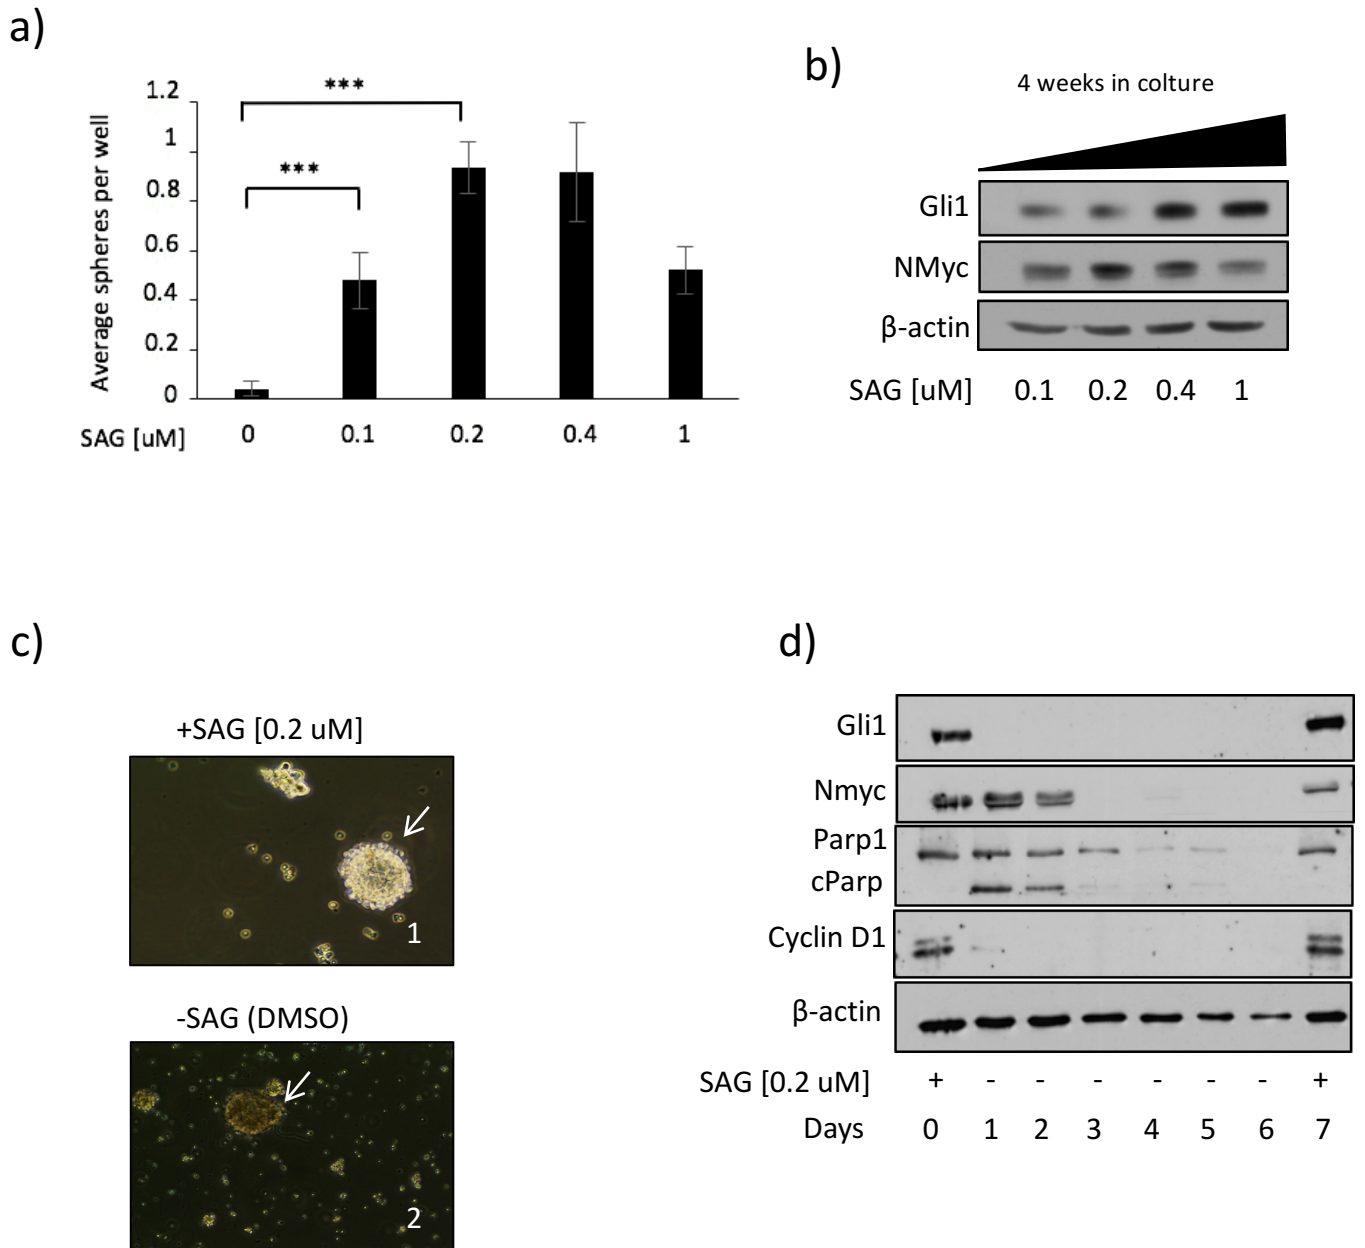 a)
***
***
1.2
1
0.8
0.6
0.4
0.2
0
Average spheres per well
SAG [uM] 0 0.1 0.2 0.4 1
b)
4 weeks in colture
Gli1
NMyc
β-actin
SAG [uM] 0.1 0.2 0.4 1
c)
+SAG [0.2 uM]
1
-SAG (DMSO)
2
d)
Gli1
Nmyc
Parp1
cParp
Cyclin D1
β-actin
SAG [0.2 uM] + - - - - - - +
Days 0 1 2 3 4 5 6 7